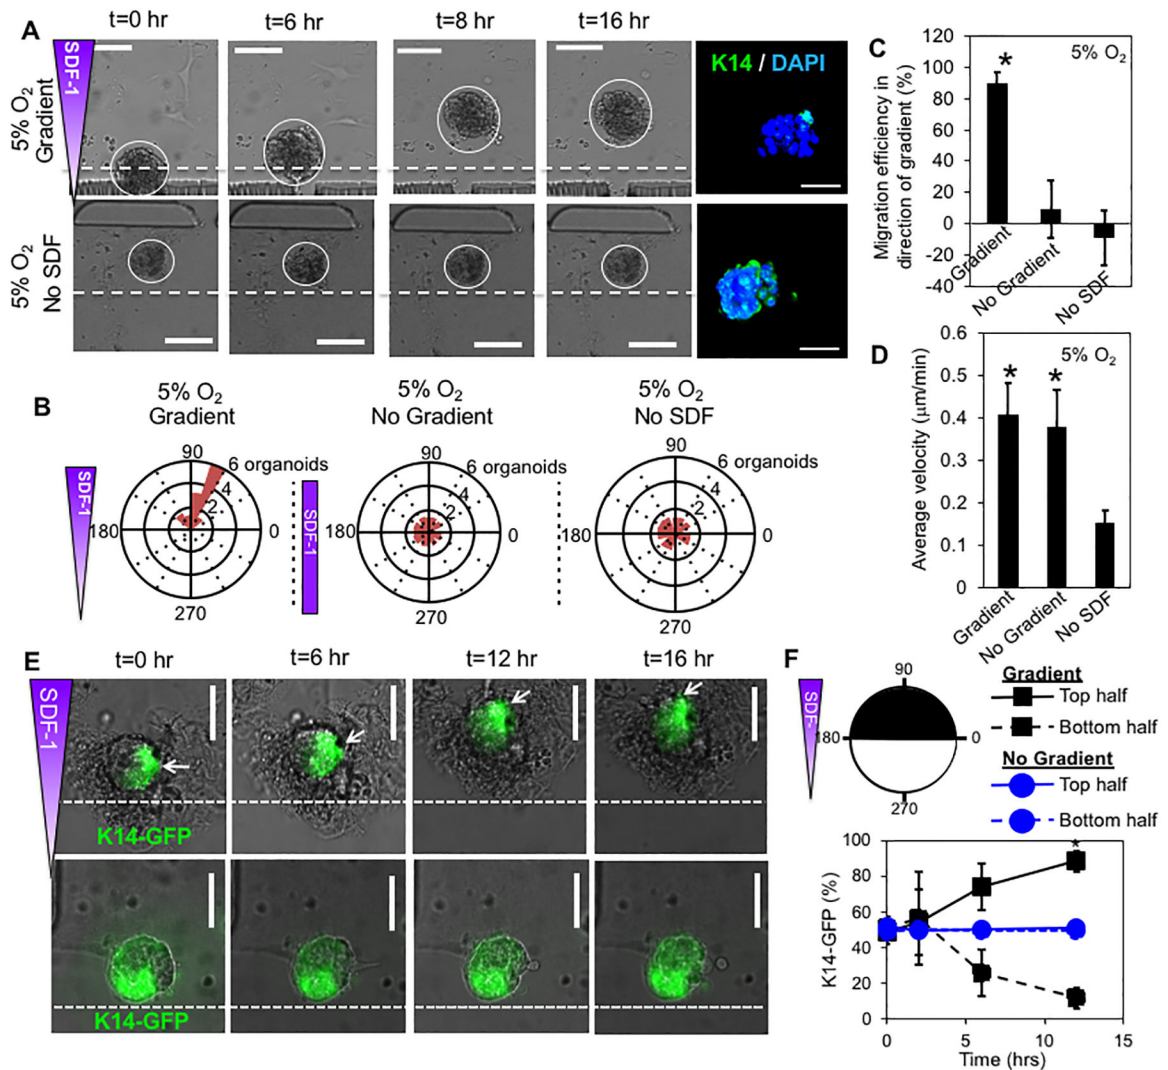 A
t=0 hr
t=6 hr
t=8 hr
t=16 hr
SDF-1
5% O2
Gradient
K14 / DAPI
5% O2
No SDF
C
5% O2
Migration efficiency in
direction of gradient (%)
120
100
80
60
40
20
0
-20
-40
Gradient
No Gradient
No SDF
*
B
5% O2
Gradient
5% O2
No Gradient
5% O2
No SDF
SDF-1
90
6 organoids
4
2
180
0
270
SDF-1
90
6 organoids
4
2
180
0
270
90
6 organoids
4
2
180
0
270
D
5% O2
Average velocity (μm/min)
0.6
0.5
0.4
0.3
0.2
0.1
0
* *
Gradient
No Gradient
No SDF
E
t=0 hr
t=6 hr
t=12 hr
t=16 hr
SDF-1
K14-GFP
K14-GFP
F
SDF-
90
180
0
270
Gradient
Top half
Bottom half
No Gradient
Top half
Bottom half
K14-GFP (%)
100
80
60
40
20
0
*
0
5
10
15
Time (hrs)